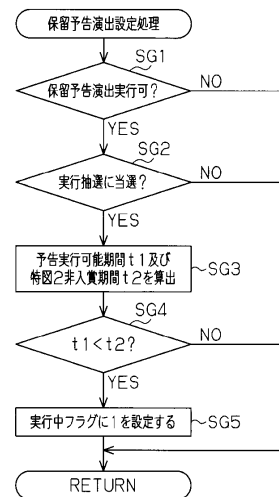 保留予告演出設定処理
SG1
保留予告演出実行可?
NO
YES
SG2
実行抽選に当選?
NO
YES
予告実行可能期間t1及び
特図2非入賞期間t2を算出
SG3
SG4
t1<t2?
NO
YES
実行中フラグに1を設定する
SG5
RETURN